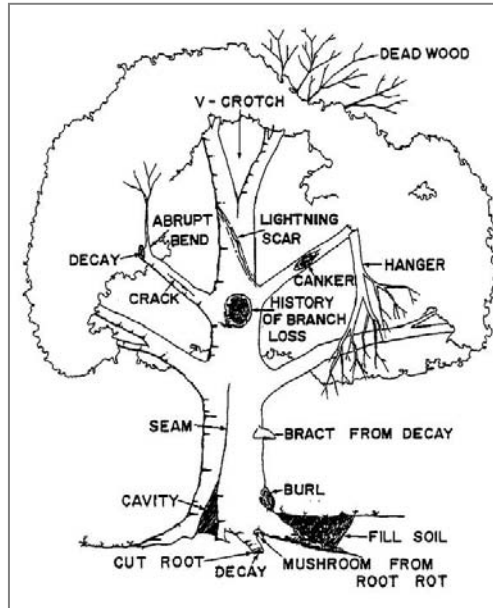 DEAD WOOD
V-CROTCH
ABRUPT
BEND
LIGHTNING
SCAR
DECAY
CANKER
HANGER
CRACK
HISTORY
OF BRANCH
LOSS
SEAM
BRACT FROM DECAY
BURL
CAVITY
FILL SOIL
CUT ROOT
DECAY
MUSHROOM FROM
ROOT ROT